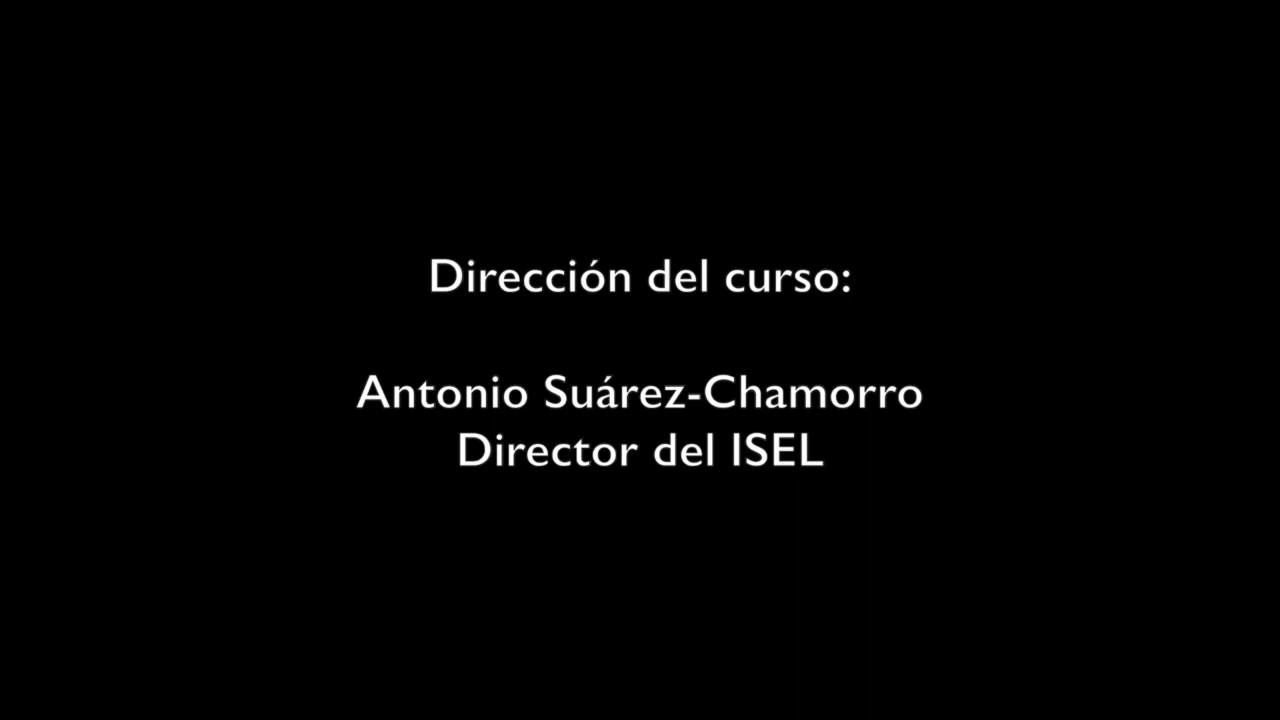 Dirección del curso:
Antonio Suárez-Chamorro
Director del ISEL